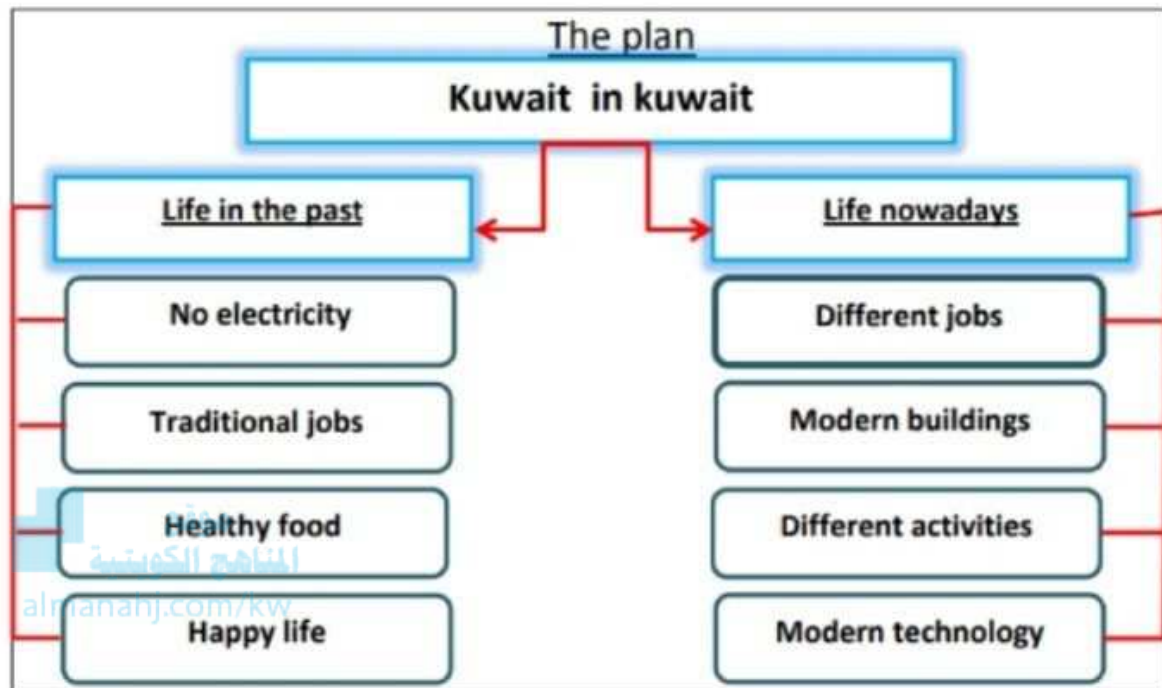 The plan
Kuwait in kuwait
Life in the past
Life nowadays
No electricity
Different jobs
Traditional jobs
Modern buildings
Healthy food
Different activities
موقع
المناهج الكويتية
almanahj.com/kw
Happy life
Modern technology